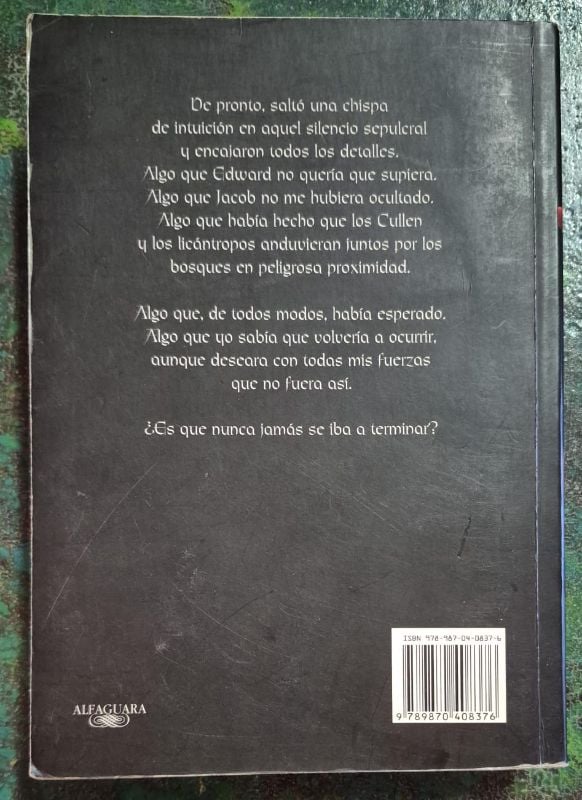 De pronto, saltó una chispa
de intuición en aquel silencio sepulcral
y encajaron todos los detalles.
Algo que Edward no quería que supiera.
Algo que Jacob no me hubiera ocultado.
Algo que había hecho que los Cullen
y los licántropos anduvieran juntos por los
bosques en peligrosa proximidad.
Algo que, de todos modos, había esperado.
Algo que yo sabía que volvería a ocurrir,
aunque deseara con todas mis fuerzas
que no fuera así.
¿Es que nunca jamás se iba a terminar?
ISBN 978-987-04-0837-6
9 789870 408376
ALFAGUARA